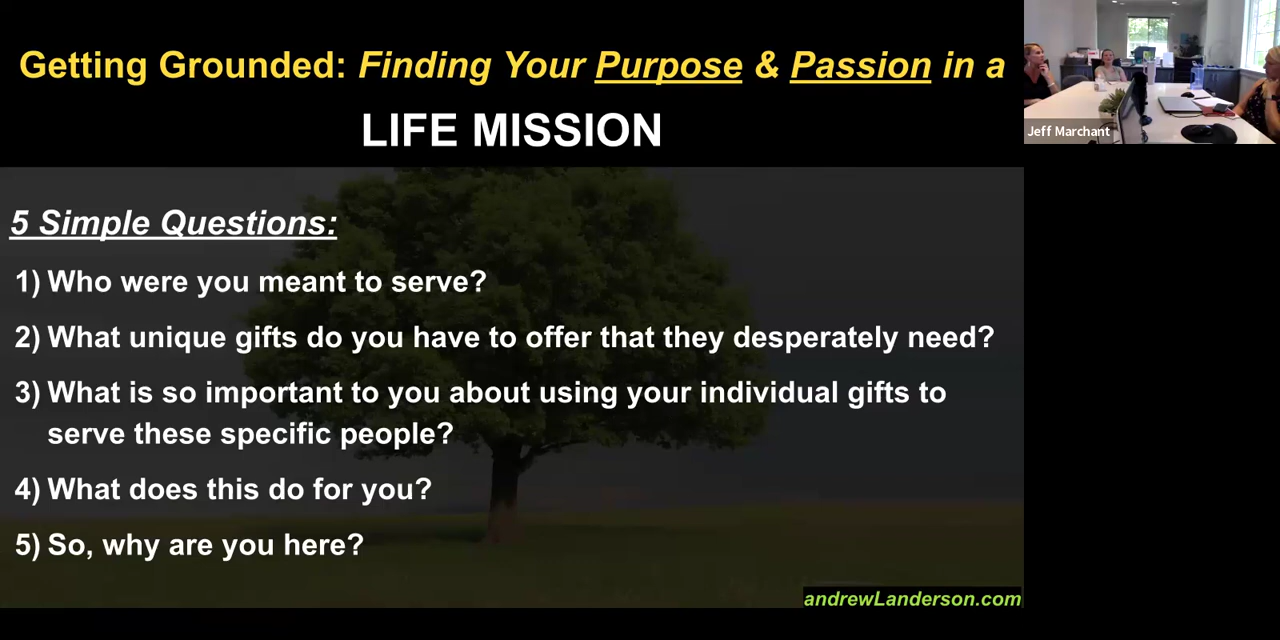 Getting Grounded: Finding Your Purpose & Passion in a
LIFE MISSION
Jeff Marchant
5 Simple Questions:
1) Who were you meant to serve?
2) What unique gifts do you have to offer that they desperately need?
3) What is so important to you about using your individual gifts to
serve these specific people?
4) What does this do for you?
5) So, why are you here?
andrewLanderson.com